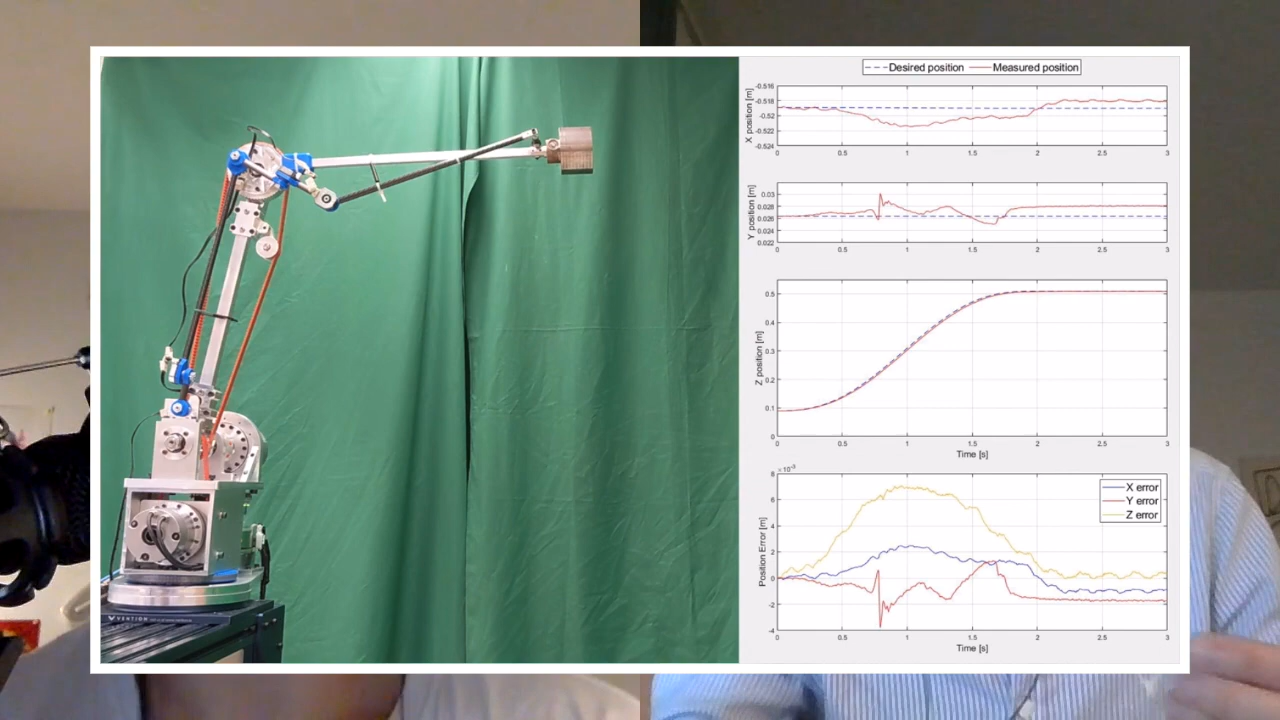 Desired position Measured position
X position [m]
-0.516
-0.518
-0.52
-0.522
-0.524
0 0.5 1 1.5 2 2.5 3
Y position [m]
0.03
0.028
0.026
0.024
0.022
0 0.5 1 1.5 2 2.5 3
Z position [m]
0.5
0.4
0.3
0.2
0.1
0
0 0.5 1 1.5 2 2.5 3
Time [s]
Position Error [m]
×10⁻³
8
6
4
2
0
-2
-4
X error
Y error
Z error
0 0.5 1 1.5 2 2.5 3
Time [s]
VENTION